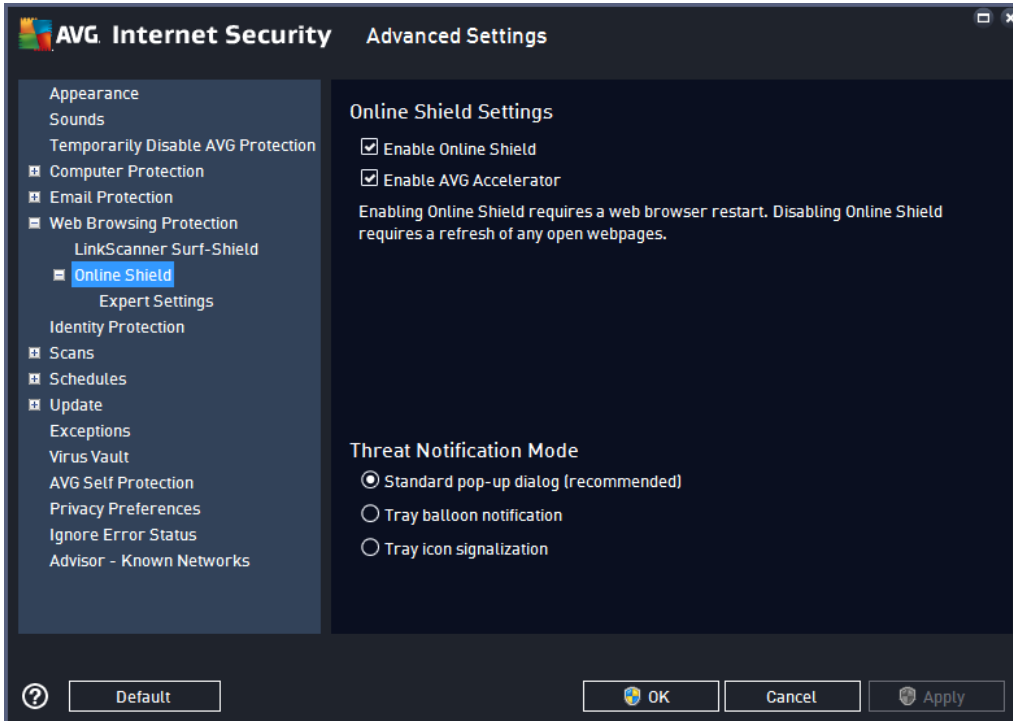 AVG. Internet Security Advanced Settings
Appearance
Sounds
Temporarily Disable AVG Protection
Computer Protection
Email Protection
Web Browsing Protection
LinkScanner Surf-Shield
Online Shield
Expert Settings
Identity Protection
Scans
Schedules
Update
Exceptions
Virus Vault
AVG Self Protection
Privacy Preferences
Ignore Error Status
Advisor - Known Networks
Online Shield Settings
Enable Online Shield
Enable AVG Accelerator
Enabling Online Shield requires a web browser restart. Disabling Online Shield
requires a refresh of any open webpages.
Threat Notification Mode
Standard pop-up dialog (recommended)
Tray balloon notification
Tray icon signalization
? Default OK Cancel Apply